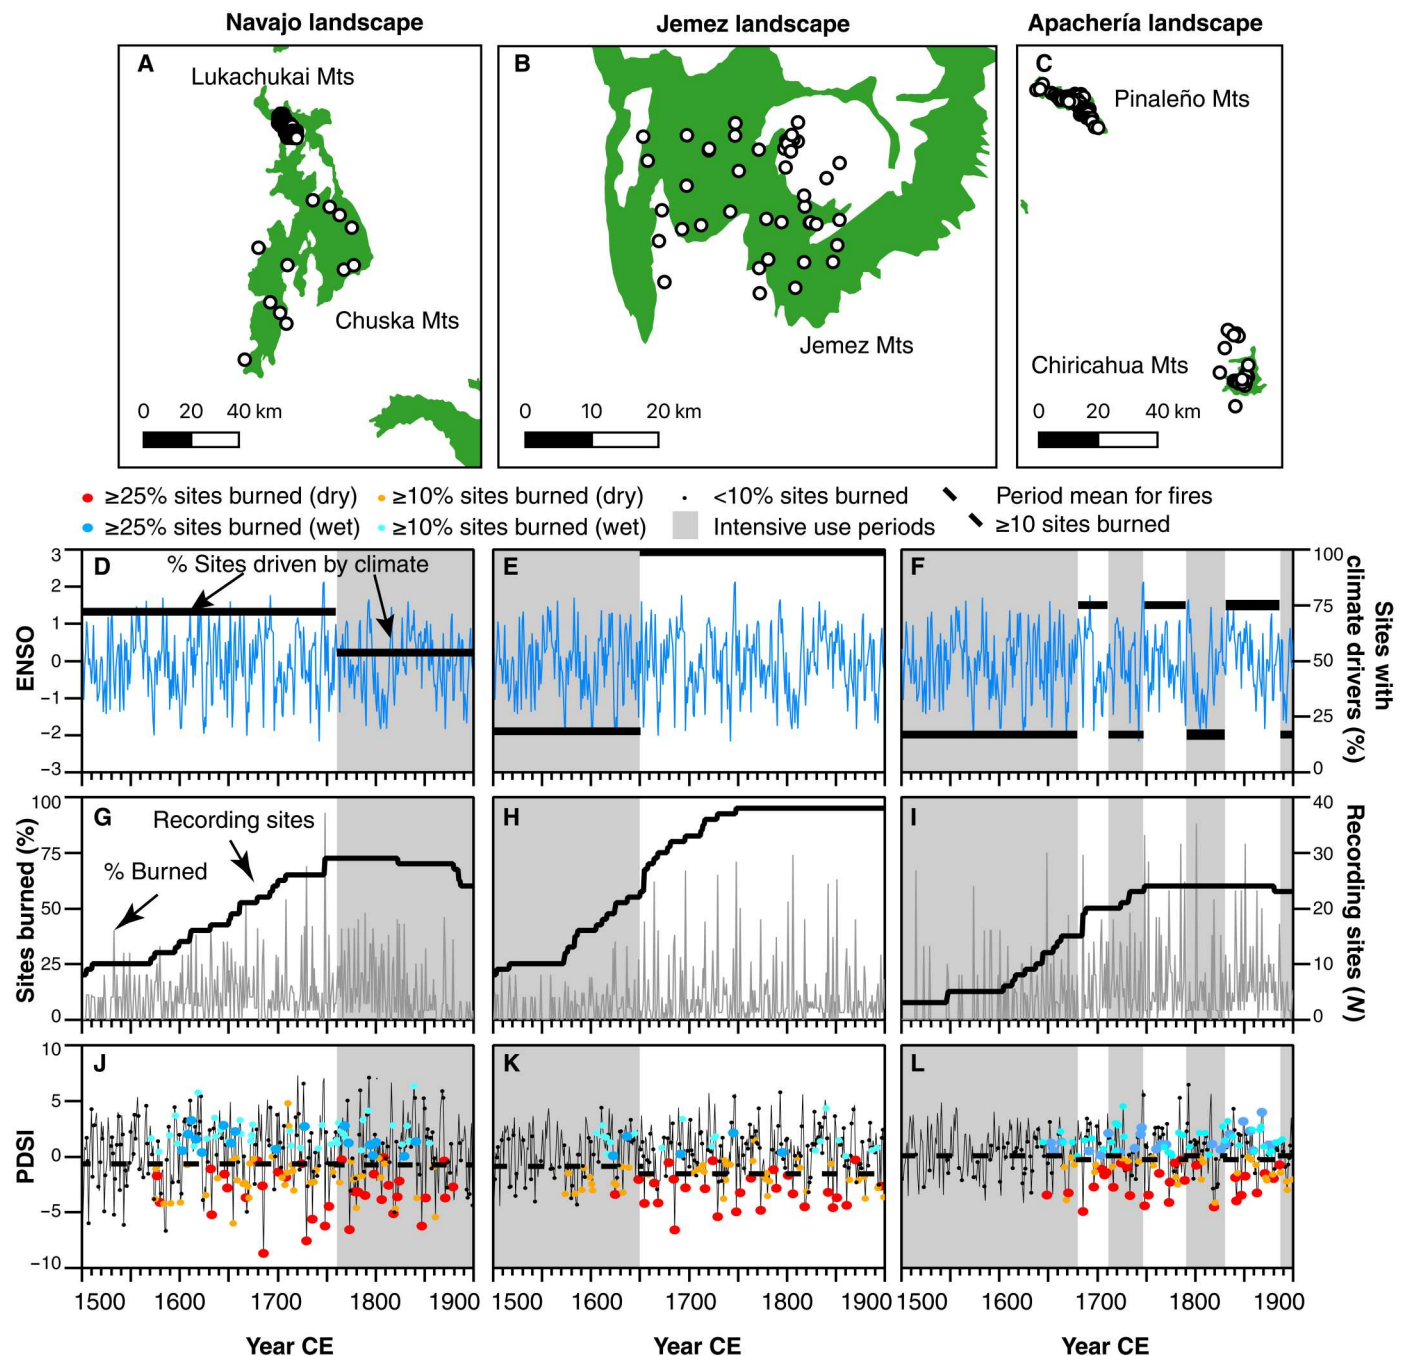 Navajo landscape
Jemez landscape
Apachería landscape
A
Lukachukai Mts
Chuska Mts
0 20 40 km
B
Jemez Mts
0 10 20 km
C
Pinaleño Mts
Chiricahua Mts
0 20 40 km
≥25% sites burned (dry) ≥10% sites burned (dry) <10% sites burned Period mean for fires
≥25% sites burned (wet) ≥10% sites burned (wet) Intensive use periods ≥10 sites burned
D
% Sites driven by climate
ENSO
3
2
1
0
−1
−2
−3
E
F
100
75
50
25
0
Sites with
climate drivers (%)
G
Recording sites
% Burned
Sites burned (%)
100
75
50
25
0
H
I
40
30
20
10
0
Recording sites (N)
J
PDSI
10
5
0
−5
−10
K
L
1500 1600 1700 1800 1900
1500 1600 1700 1800 1900
1500 1600 1700 1800 1900
Year CE
Year CE
Year CE